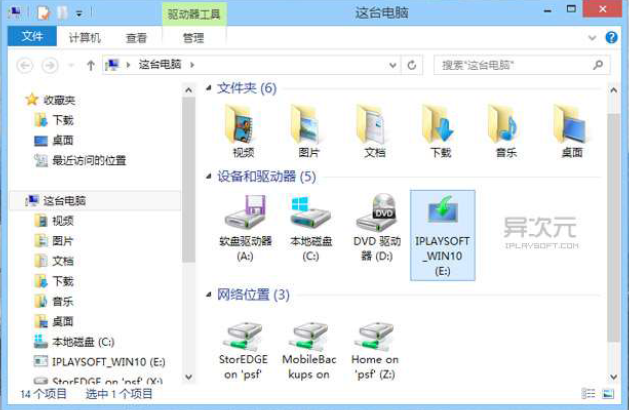 驱动器工具
这台电脑
文件
计算机
查看
管理
这台电脑
搜索"这台电脑"
收藏夹
下载
桌面
最近访问的位置
这台电脑
视频
图片
文档
下载
音乐
桌面
本地磁盘 (C:)
IPLAYSOFT_WIN10 (E:)
StorEDGE on 'psf' (X:)
文件夹 (6)
视频
图片
文档
下载
音乐
桌面
设备和驱动器 (5)
软盘驱动器
(A:)
本地磁盘
(C:)
DVD 驱动
器 (D:)
IPLAYSOFT
_WIN10
(E:)
异次元
IPLAYSOFT.COM
网络位置 (3)
StorEDGE
on 'psf'
MobileBac
kups on
Home on
'psf' (Z:)
14 个项目
选中 1 个项目